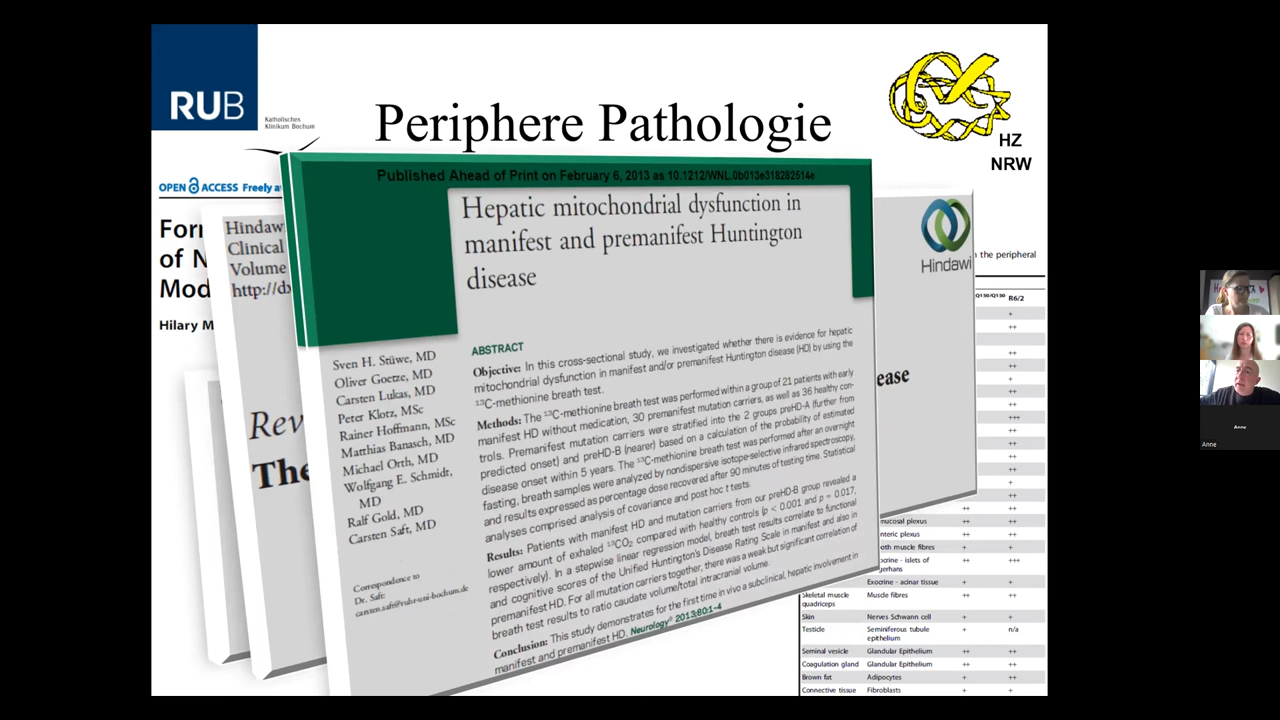 RUB
Katholisches
Klinikum Bochum
Periphere Pathologie
HZ
NRW
OPEN ACCESS Freely
For
of N
Mod
Hilary M
Hindaw
Clinical
Volume
http://dx
Rev
The
Published Ahead of Print on February 6, 2013 as 10.1212/WNL.0b013e318282514e
Hepatic mitochondrial dysfunction in
manifest and premanifest Huntington
disease
Sven H. Stüwe, MD
Oliver Goetze, MD
Carsten Lukas, MD
Peter Klotz, MSc
Rainer Hoffmann, MSc
Matthias Banasch, MD
Michael Orth, MD
Wolfgang E. Schmidt,
MD
Ralf Gold, MD
Carsten Saft, MD
Correspondence to
Dr. Saft:
carsten.saft@ruhr-uni-bochum.de
ABSTRACT
Objective: In this cross-sectional study, we investigated whether there is evidence for hepatic
mitochondrial dysfunction in manifest and/or premanifest Huntington disease (HD) by using the
13C-methionine breath test.
Methods: The 13C-methionine breath test was performed within a group of 21 patients with early
manifest HD without medication, 30 premanifest mutation carriers, as well as 36 healthy con-
trols. Premanifest mutation carriers were stratified into the 2 groups preHD-A (further from
predicted onset) and preHD-B (nearer) based on a calculation of the probability of estimated
disease onset within 5 years. The 13C-methionine breath test was performed after an overnight
fasting, breath samples were analyzed by nondispersive isotope-selective infrared spectroscopy,
and results expressed as percentage dose recovered after 90 minutes of testing time. Statistical
analyses comprised analysis of covariance and post hoc t tests.
Results: Patients with manifest HD and mutation carriers from our preHD-B group revealed a
lower amount of exhaled 13CO2 compared with healthy controls (p < 0.001 and p = 0.017,
respectively). In a stepwise linear regression model, breath test results correlate to functional
and cognitive scores of the Unified Huntington's Disease Rating Scale in manifest and also in
premanifest HD. For all mutation carriers together, there was a weak but significant correlation of
breath test results to ratio caudate volume/total intracranial volume.
Conclusion: This study demonstrates for the first time in vivo a subclinical, hepatic involvement in
manifest and premanifest HD. Neurology® 2013;80:1–4
Hindawi
ease
n the peripheral
Q150/Q150 R6/2
+
++
++
+
++
++
+++
++
++
++
++
+
++
++ ++
mucosal plexus ++ ++
nteric plexus ++ ++
oth muscle fibres + +
ocrine - islets of ++ +++
gerhans
Exocrine - acinar tissue + +
Skeletal muscle Muscle fibres ++ ++
quadriceps
Skin Nerves Schwann cell + +
Testicle Seminiferous tubule + n/a
epithelium
Seminal vesicle Glandular Epithelium ++ ++
Coagulation gland Glandular Epithelium ++ ++
Brown fat Adipocytes + ++
Connective tissue Fibroblasts + +
Anne
Anne